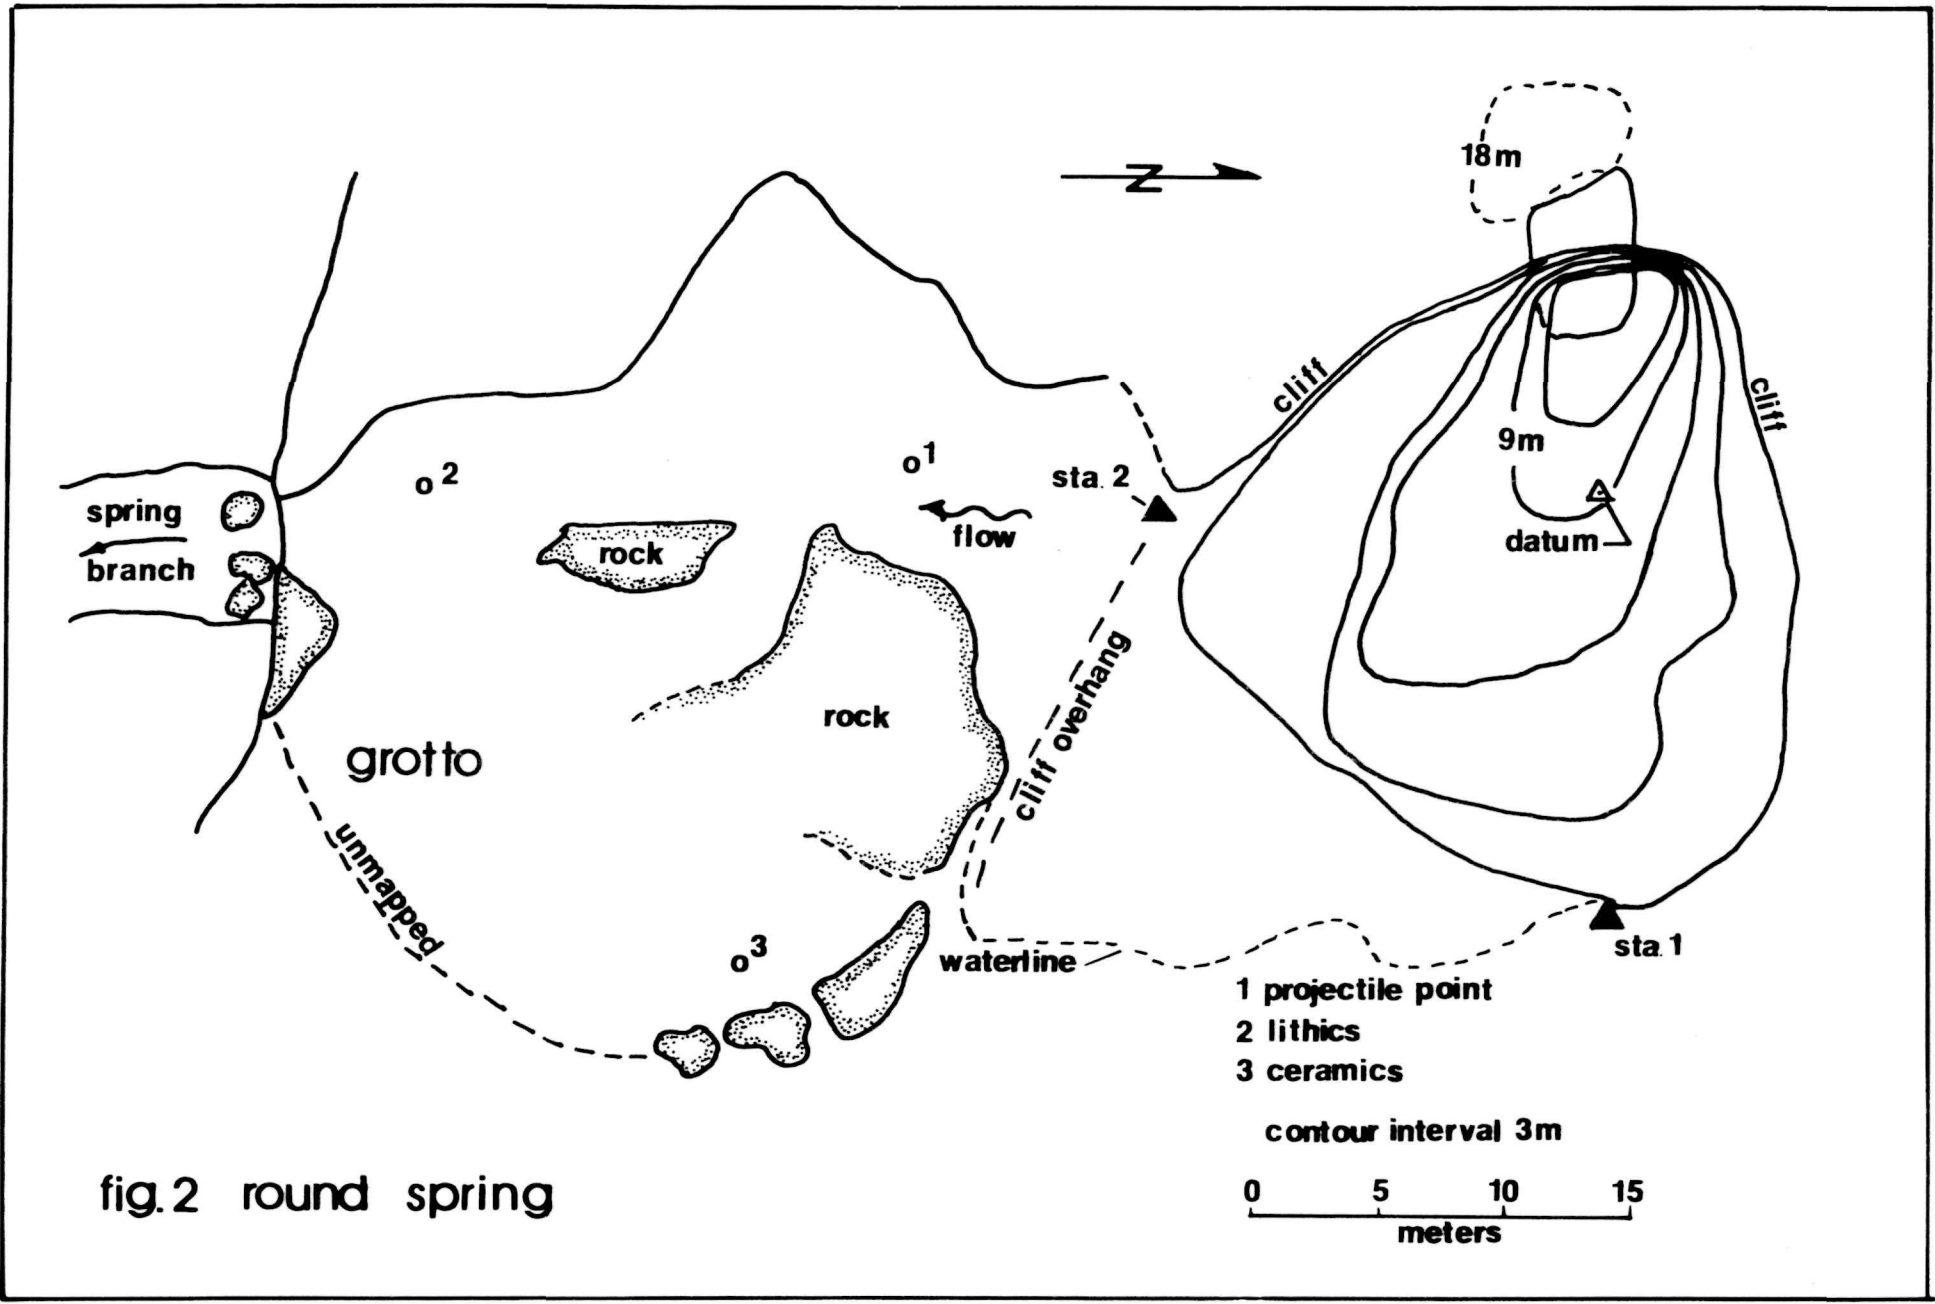 18m
Z
cliff
cliff
9m
o1
o2
sta. 2
spring
branch
rock
flow
datum
cliff overhang
rock
grotto
unmapped
o3
waterline
sta. 1
1 projectile point
2 lithics
3 ceramics
contour interval 3m
fig. 2 round spring
0 5 10 15
meters